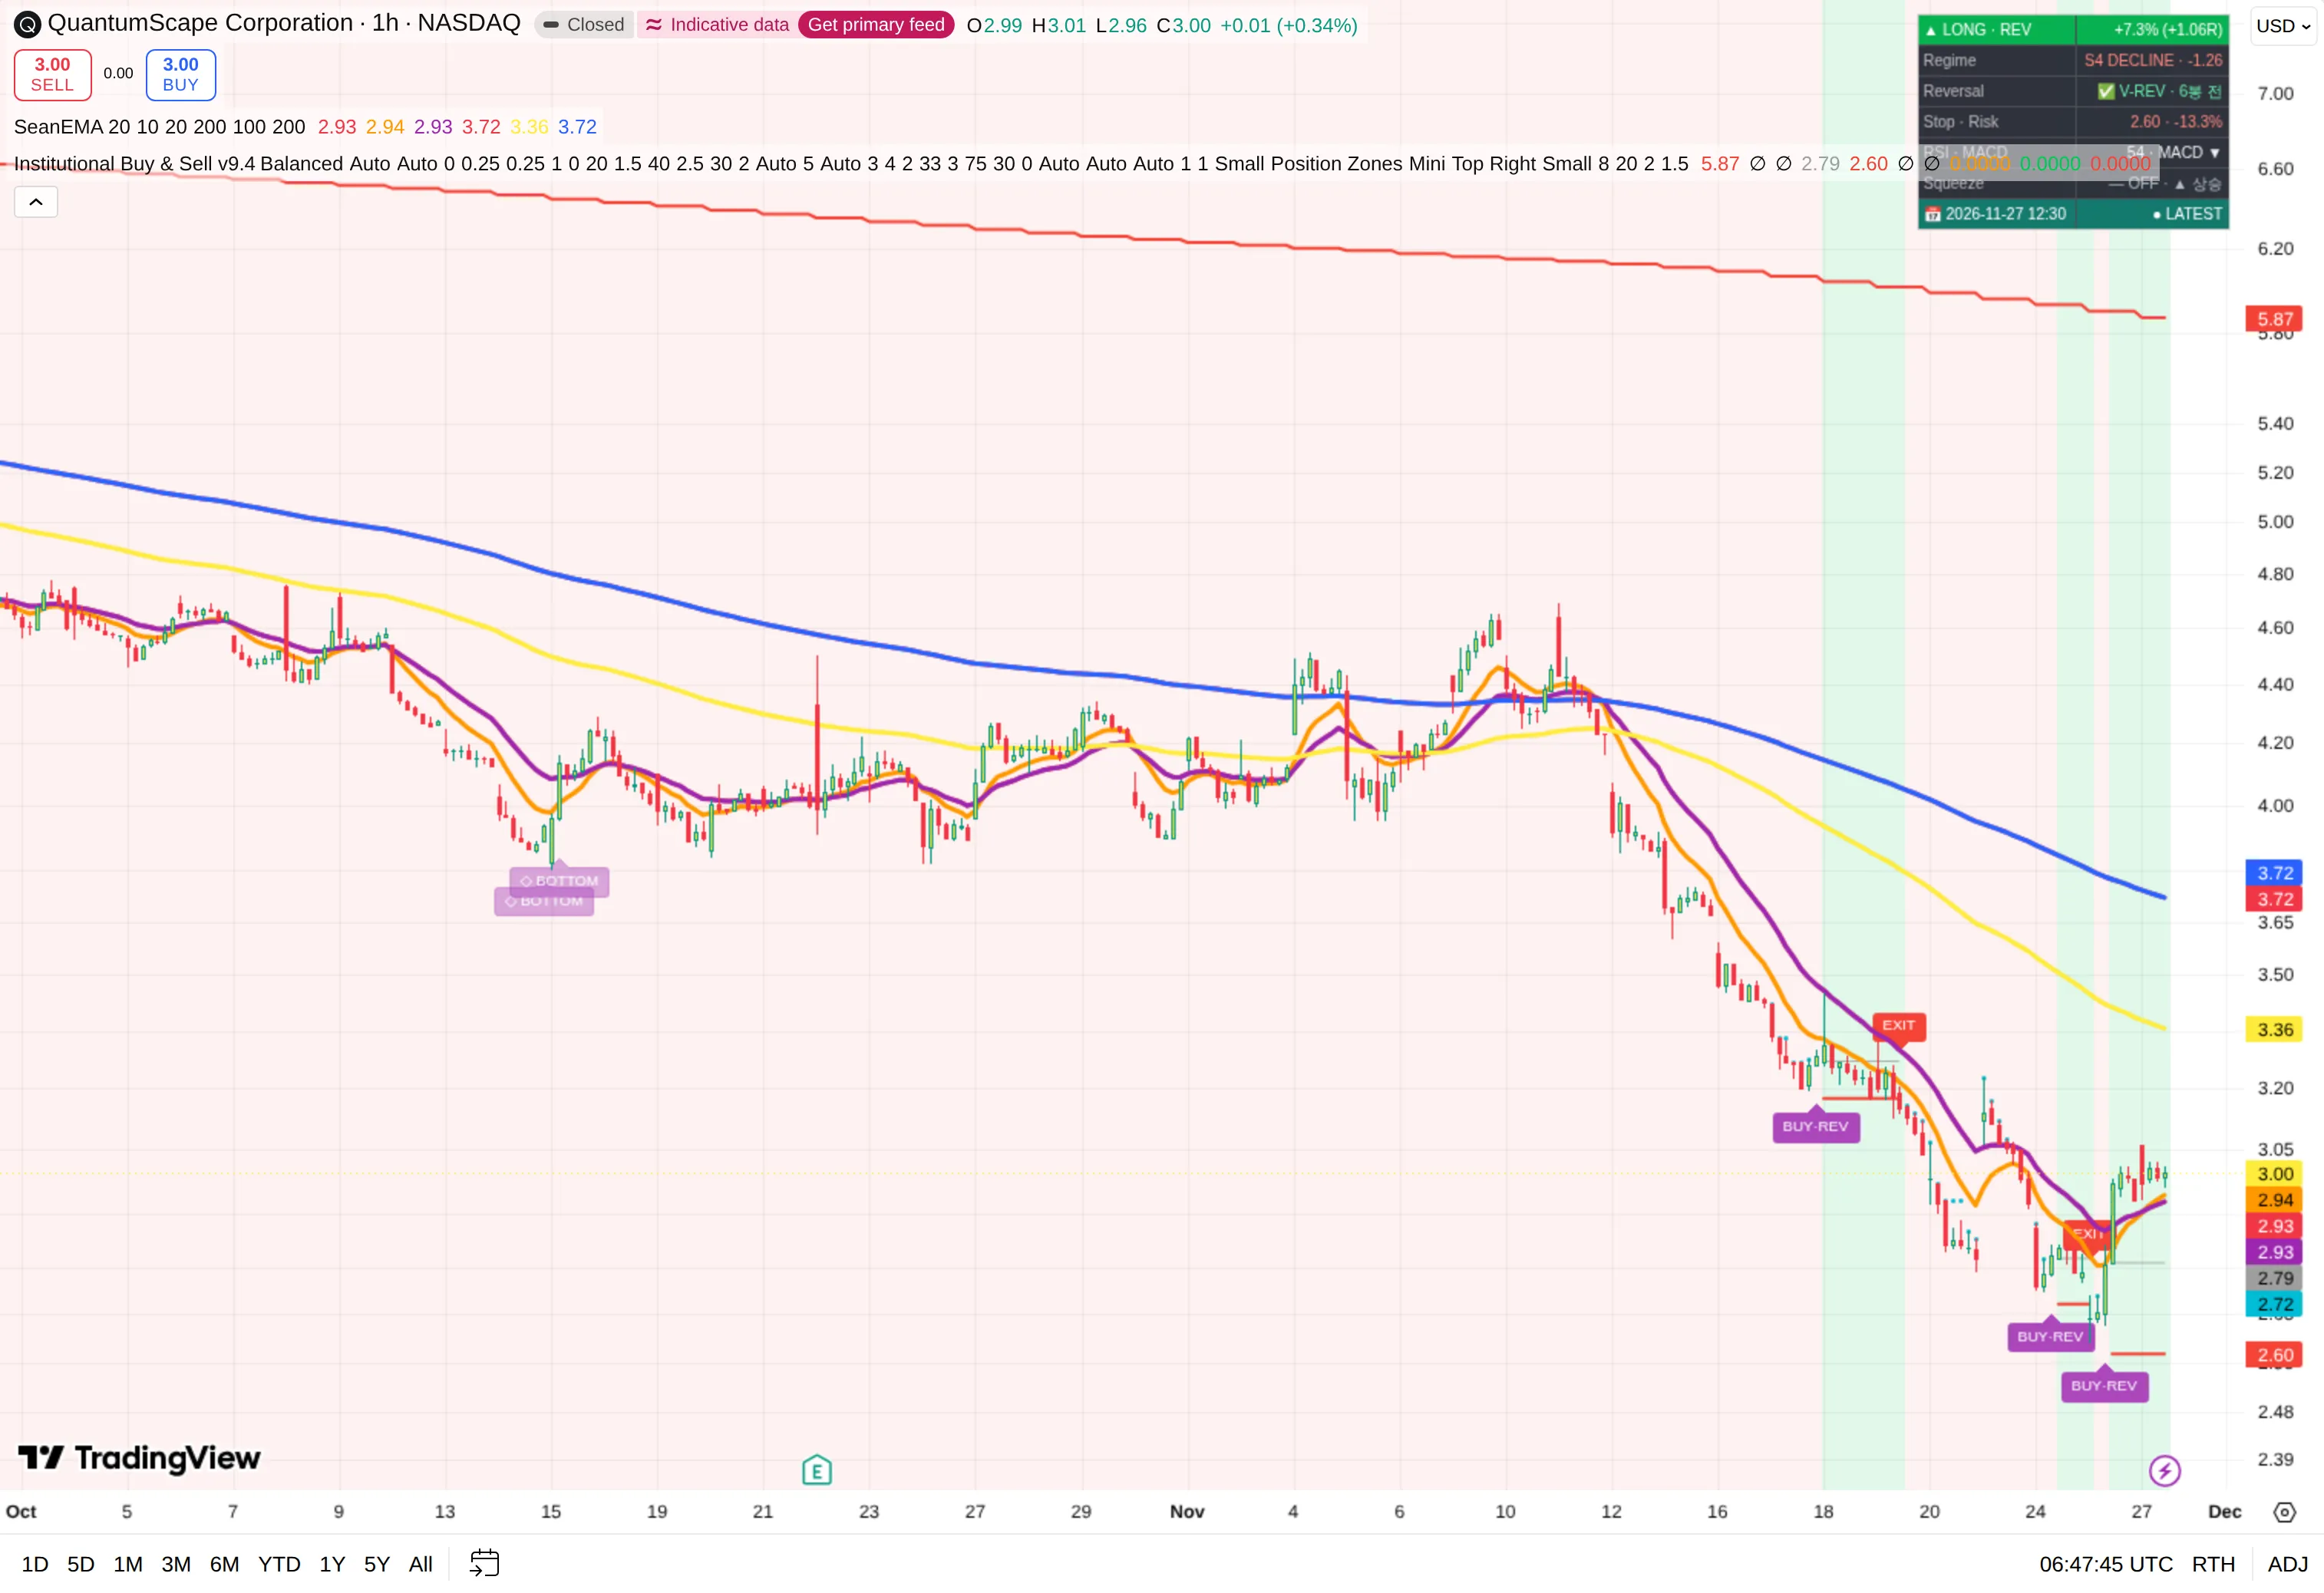 QuantumScape Corporation · 1h · NASDAQ Closed Indicative data Get primary feed O2.99 H3.01 L2.96 C3.00 +0.01 (+0.34%)
3.00 SELL 0.00 3.00 BUY
SeanEMA 20 10 20 200 100 200 2.93 2.94 2.93 3.72 3.36 3.72
Institutional Buy & Sell v9.4 Balanced Auto Auto 0 0.25 0.25 1 0 20 1.5 40 2.5 30 2 Auto 5 Auto 3 4 2 33 3 75 30 0 Auto Auto Auto 1 1 Small Position Zones Mini Top Right Small 8 20 2 1.5 5.87 ∅ ∅ 2.79 2.60 ∅ ∅ 0.0000 0.0000 0.0000
▲ LONG · REV +7.3% (+1.06R)
Regime S4 DECLINE · -1.26
Reversal ✅ V-REV · 6봉 전
Stop · Risk 2.60 · -13.3%
RSI · MACD 54 · MACD ▼
Squeeze — OFF · ▲ 상승
📅 2026-11-27 12:30 ● LATEST
USD
7.00
6.60
6.20
5.87
5.80
5.40
5.20
5.00
4.80
4.60
4.40
4.20
4.00
3.72
3.72
3.65
3.50
3.36
3.20
3.05
3.00
2.94
2.93
2.93
2.79
2.72
2.60
2.48
2.39
◇ BOTTOM
◇ BOTTOM
EXIT
BUY·REV
EXIT
BUY·REV
BUY·REV
TradingView
E
Oct 5 7 9 13 15 19 21 23 27 29 Nov 4 6 10 12 16 18 20 24 27 Dec
1D 5D 1M 3M 6M YTD 1Y 5Y All 06:47:45 UTC RTH ADJ